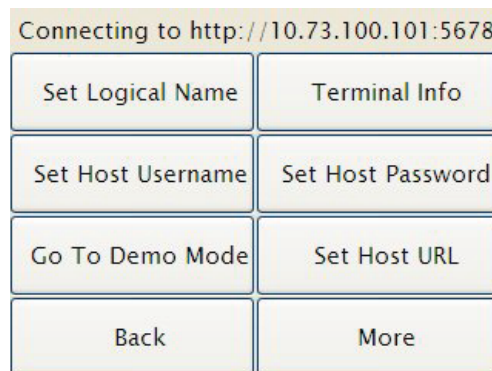 Connecting to http://10.73.100.101:5678
Set Logical Name
Terminal Info
Set Host Username
Set Host Password
Go To Demo Mode
Set Host URL
Back
More